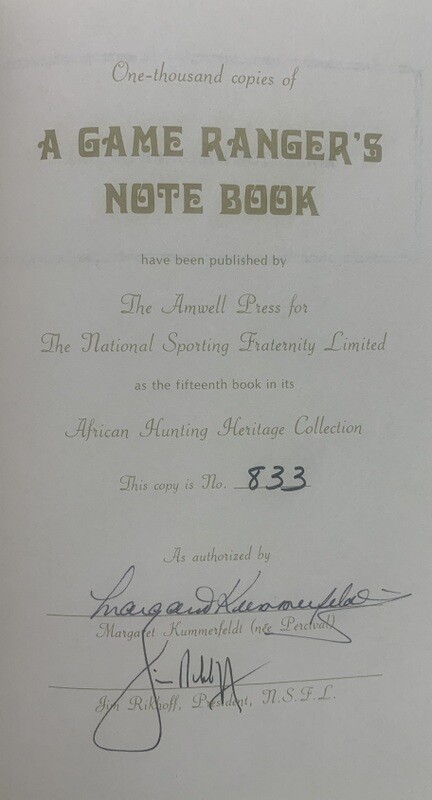 One-thousand copies of
A GAME RANGER'S
NOTE BOOK
have been published by
The Amwell Press for
The National Sporting Fraternity Limited
as the fifteenth book in its
African Hunting Heritage Collection
This copy is No. 833
As authorized by
Margaret Kummerfeldt
Margaret Kummerfeldt (née Percival)
Jim Rikhoff
Jim Rikhoff, President, N.S.F.L.